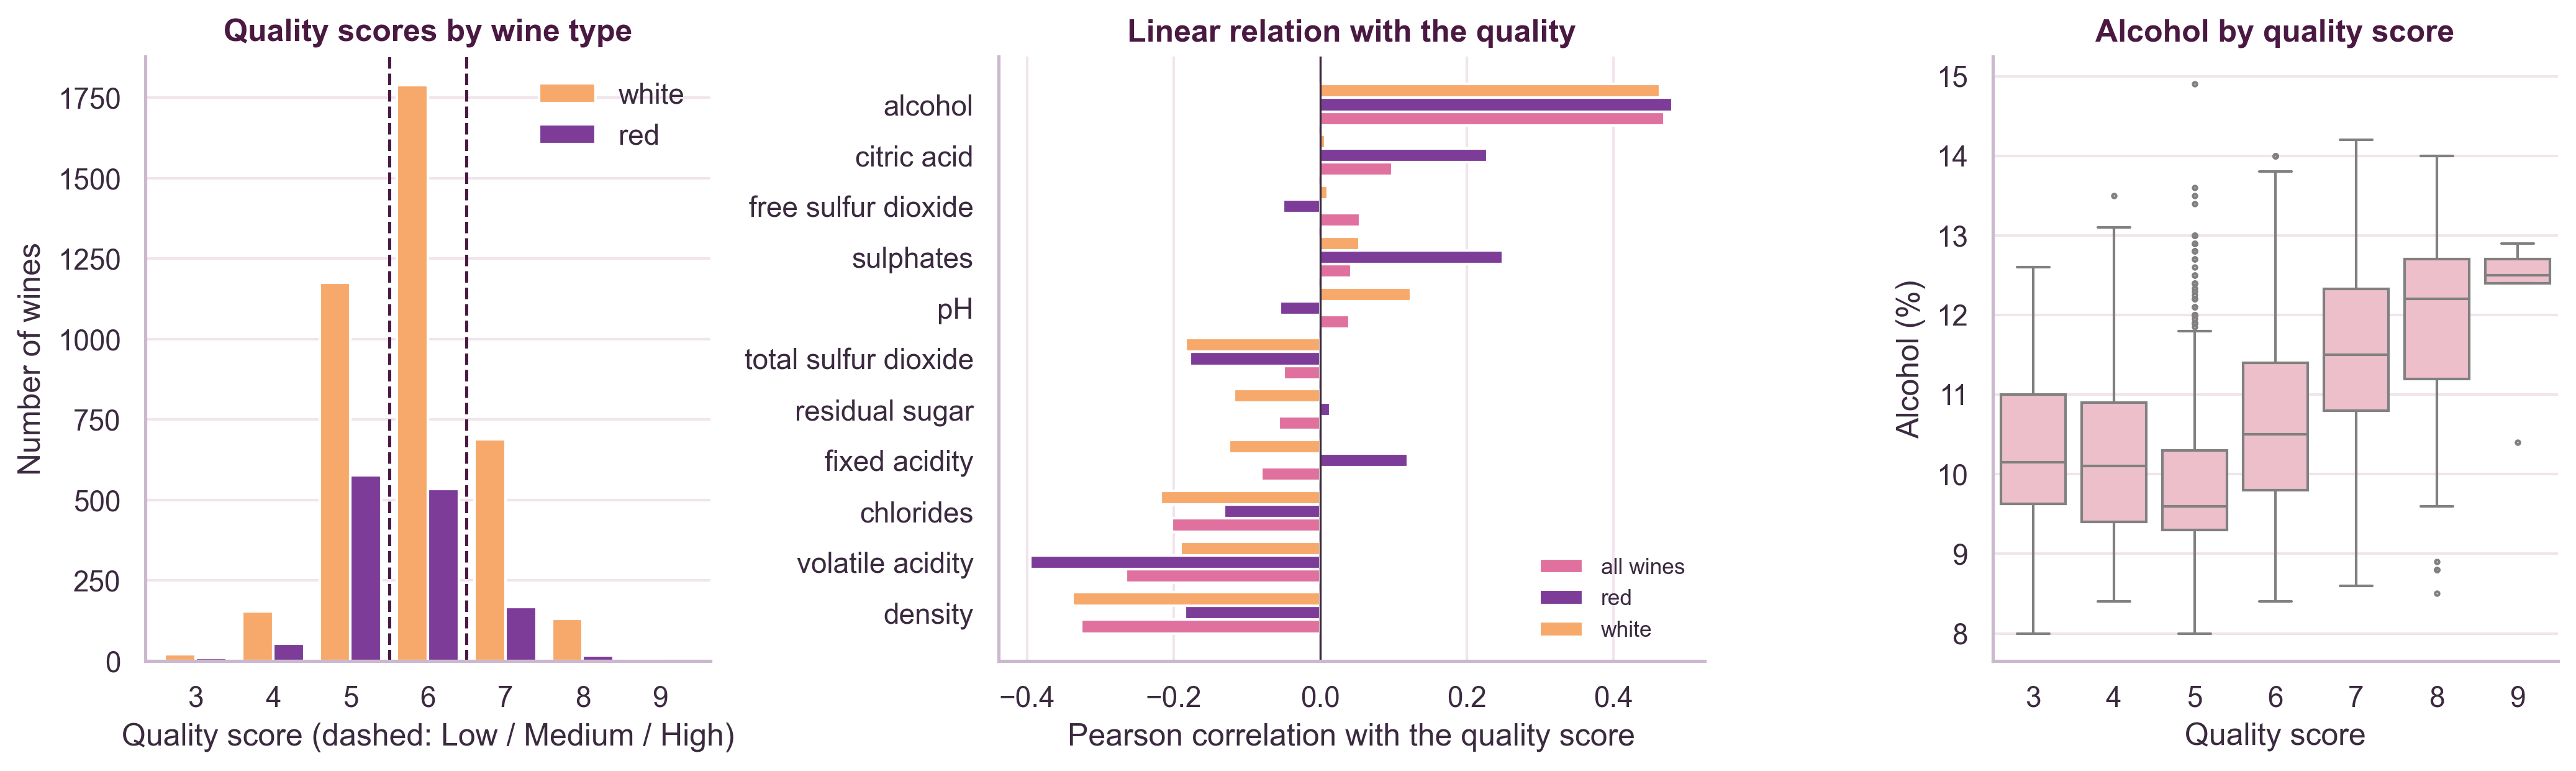 Quality scores by wine type
Number of wines
1750
1500
1250
1000
750
500
250
0
white
red
3 4 5 6 7 8 9
Quality score (dashed: Low / Medium / High)
Linear relation with the quality
alcohol
citric acid
free sulfur dioxide
sulphates
pH
total sulfur dioxide
residual sugar
fixed acidity
chlorides
volatile acidity
density
all wines
red
white
−0.4 −0.2 0.0 0.2 0.4
Pearson correlation with the quality score
Alcohol by quality score
Alcohol (%)
15
14
13
12
11
10
9
8
3 4 5 6 7 8 9
Quality score